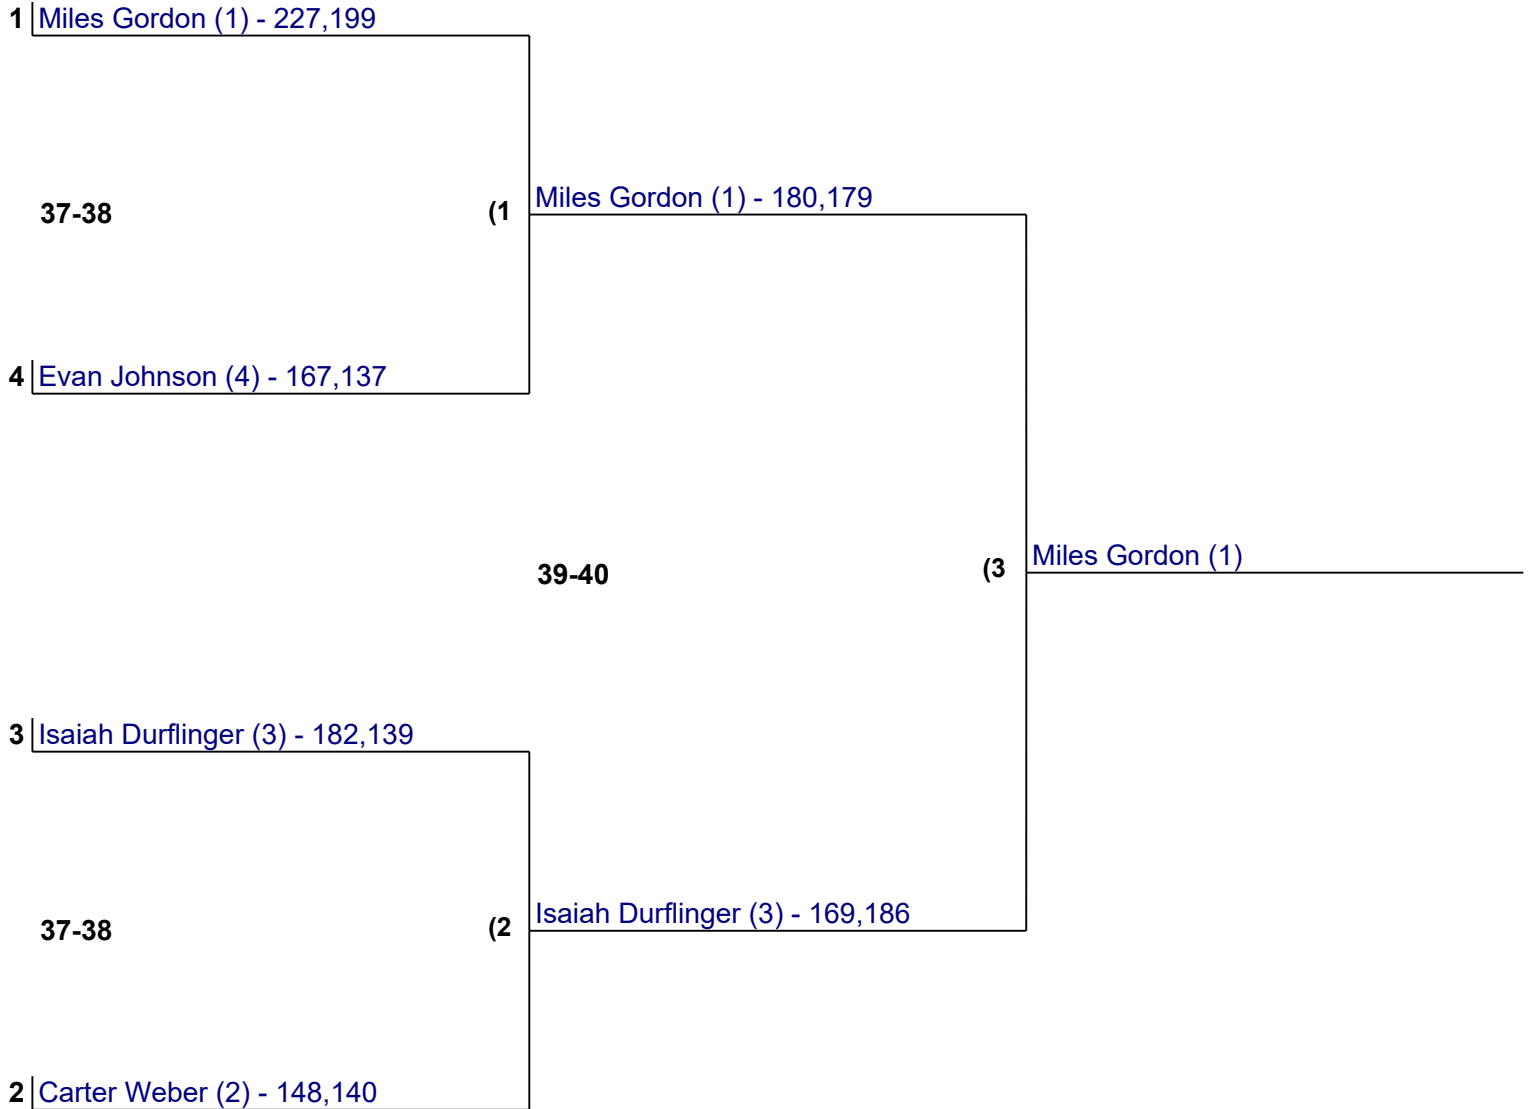 1 Miles Gordon (1) - 227,199
Miles Gordon (1) - 180,179
37-38 (1
4 Evan Johnson (4) - 167,137
Miles Gordon (1)
39-40 (3
3 Isaiah Durflinger (3) - 182,139
Isaiah Durflinger (3) - 169,186
37-38 (2
2 Carter Weber (2) - 148,140